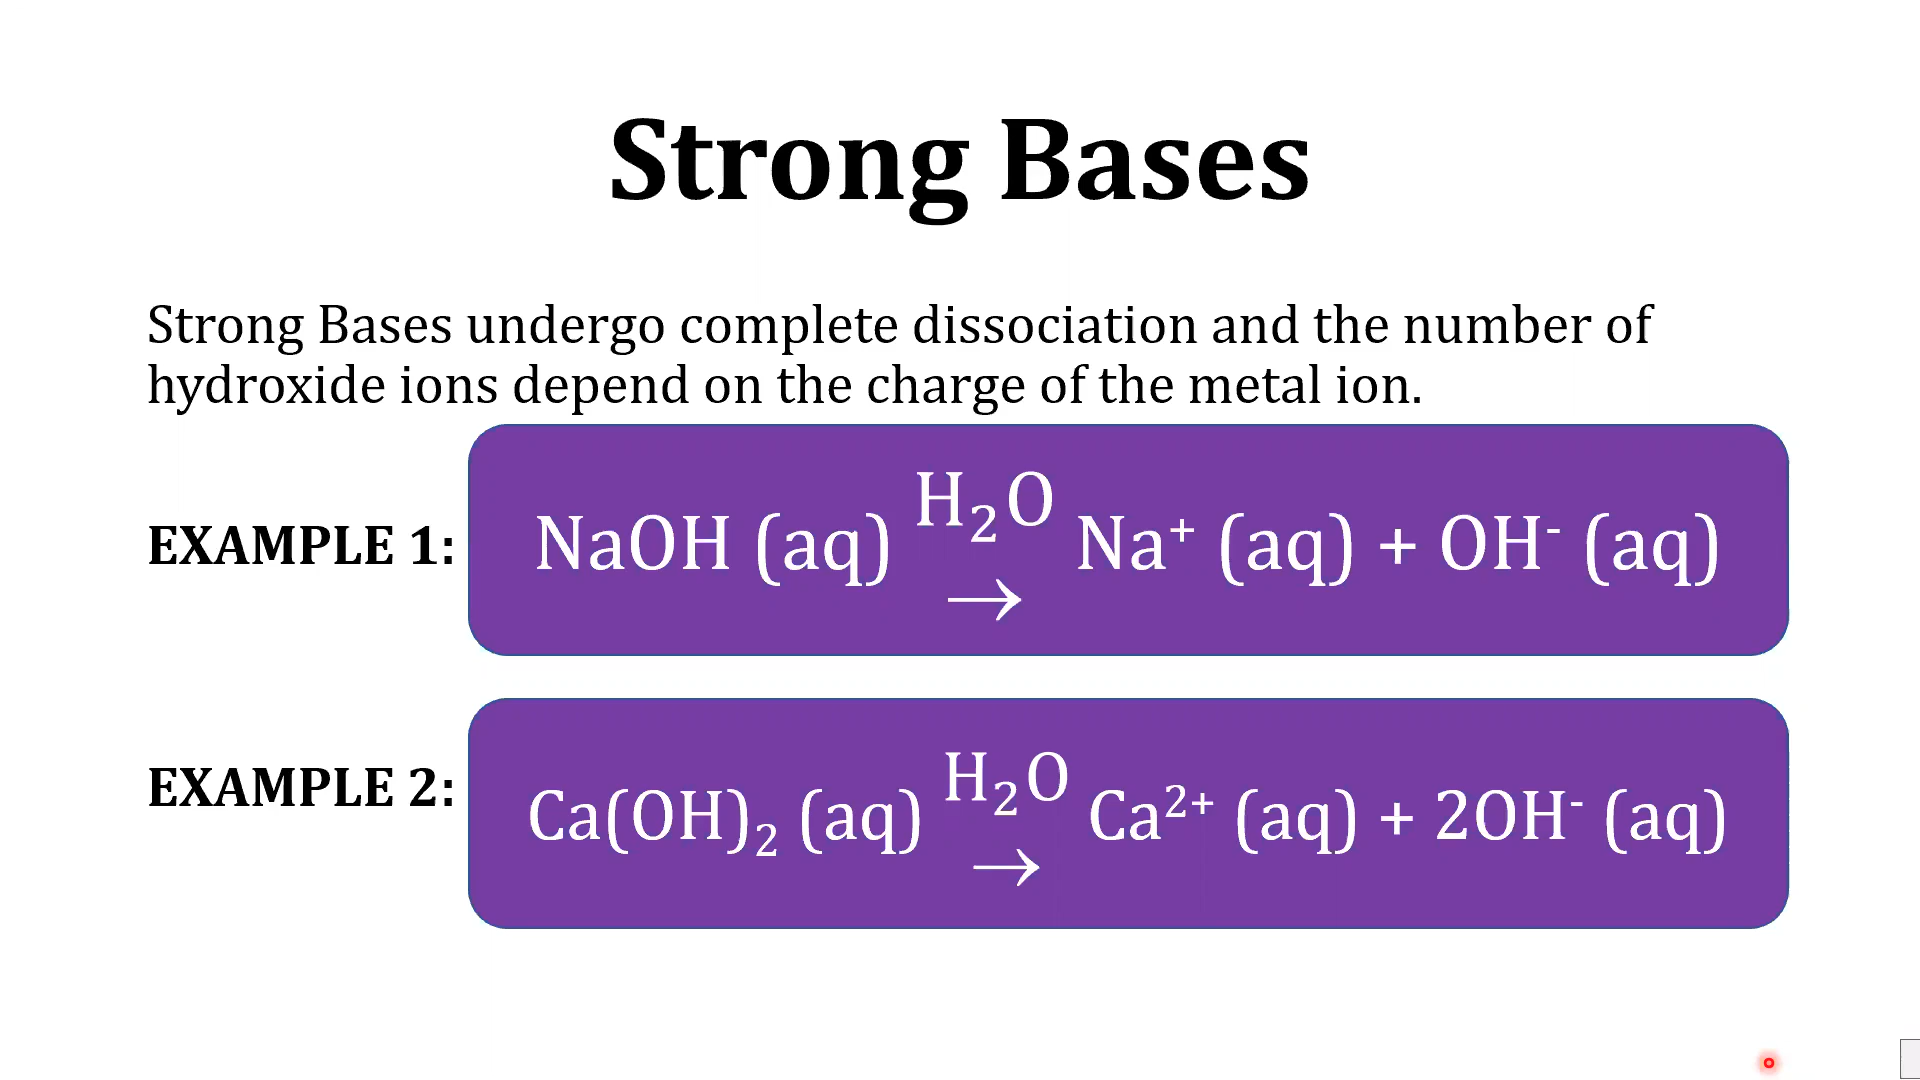 Strong Bases
Strong Bases undergo complete dissociation and the number of
hydroxide ions depend on the charge of the metal ion.
EXAMPLE 1: NaOH (aq) H₂O → Na⁺ (aq) + OH⁻ (aq)
EXAMPLE 2: Ca(OH)₂ (aq) H₂O → Ca²⁺ (aq) + 2OH⁻ (aq)